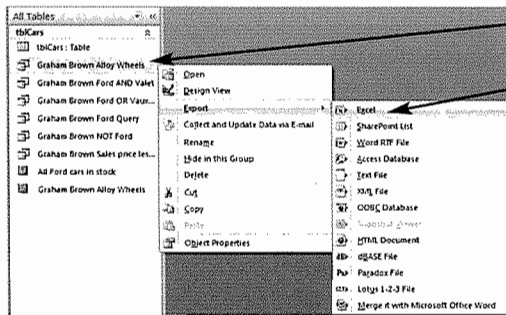 All Tables
tblCars
tblCars : Table
Graham Brown Alloy Wheels...
Graham Brown Ford AND Valet
Graham Brown Ford OR Vaux...
Graham Brown Ford Query
Graham Brown NOT Ford
Graham Brown Sales price les...
All Ford cars in stock
Graham Brown Alloy Wheels
Open
Design View
Export
Collect and Update Data via E-mail
Rename
Hide in this Group
Delete
Cut
Copy
Paste
Object Properties
Excel
SharePoint List
Word RTF File
Access Database
Text File
XML File
ODBC Database
Snapshot Viewer
HTML Document
dBASE File
Paradox File
Lotus 1-2-3 File
Merge it with Microsoft Office Word